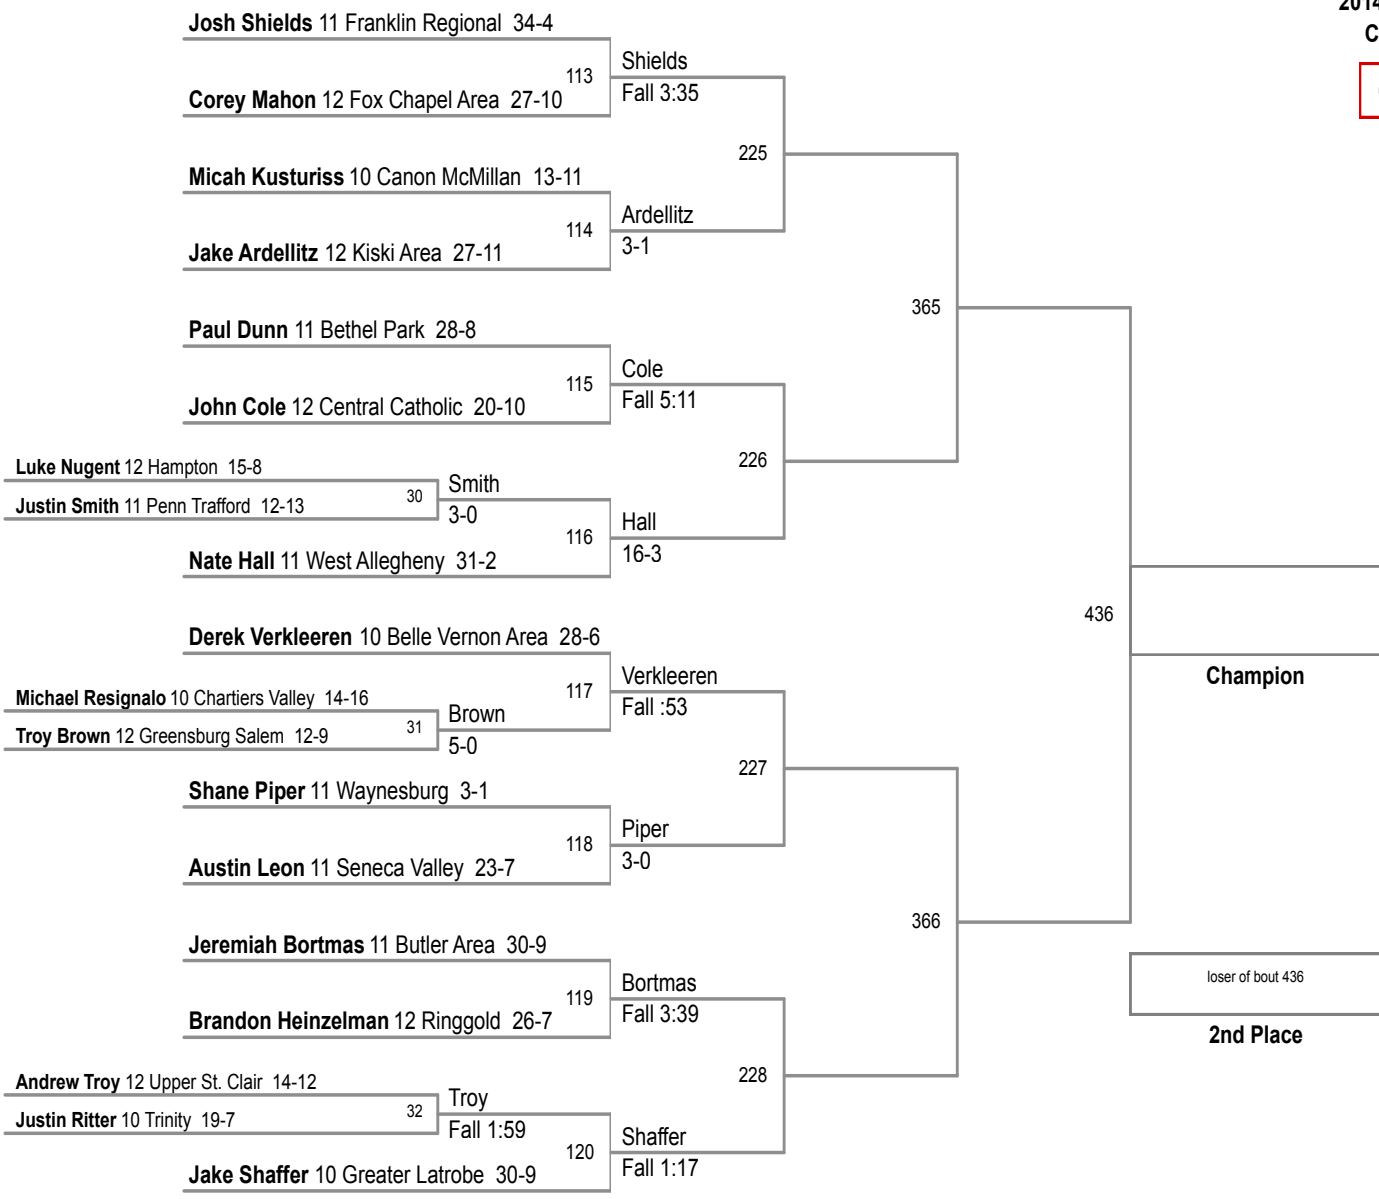 2014
C
Josh Shields 11 Franklin Regional 34-4
Shields
113
Fall 3:35
Corey Mahon 12 Fox Chapel Area 27-10
225
Micah Kusturiss 10 Canon McMillan 13-11
Ardellitz
114
3-1
Jake Ardellitz 12 Kiski Area 27-11
365
Paul Dunn 11 Bethel Park 28-8
Cole
115
Fall 5:11
John Cole 12 Central Catholic 20-10
226
Luke Nugent 12 Hampton 15-8
Smith
30
Justin Smith 11 Penn Trafford 12-13
3-0
Hall
116
16-3
Nate Hall 11 West Allegheny 31-2
436
Derek Verkleeren 10 Belle Vernon Area 28-6
Verkleeren
Champion
117
Michael Resignalo 10 Chartiers Valley 14-16
Fall :53
Brown
31
Troy Brown 12 Greensburg Salem 12-9
5-0
227
Shane Piper 11 Waynesburg 3-1
Piper
118
3-0
Austin Leon 11 Seneca Valley 23-7
366
Jeremiah Bortmas 11 Butler Area 30-9
Bortmas
loser of bout 436
119
Fall 3:39
Brandon Heinzelman 12 Ringgold 26-7
2nd Place
228
Andrew Troy 12 Upper St. Clair 14-12
Troy
32
Justin Ritter 10 Trinity 19-7
Fall 1:59
Shaffer
120
Fall 1:17
Jake Shaffer 10 Greater Latrobe 30-9